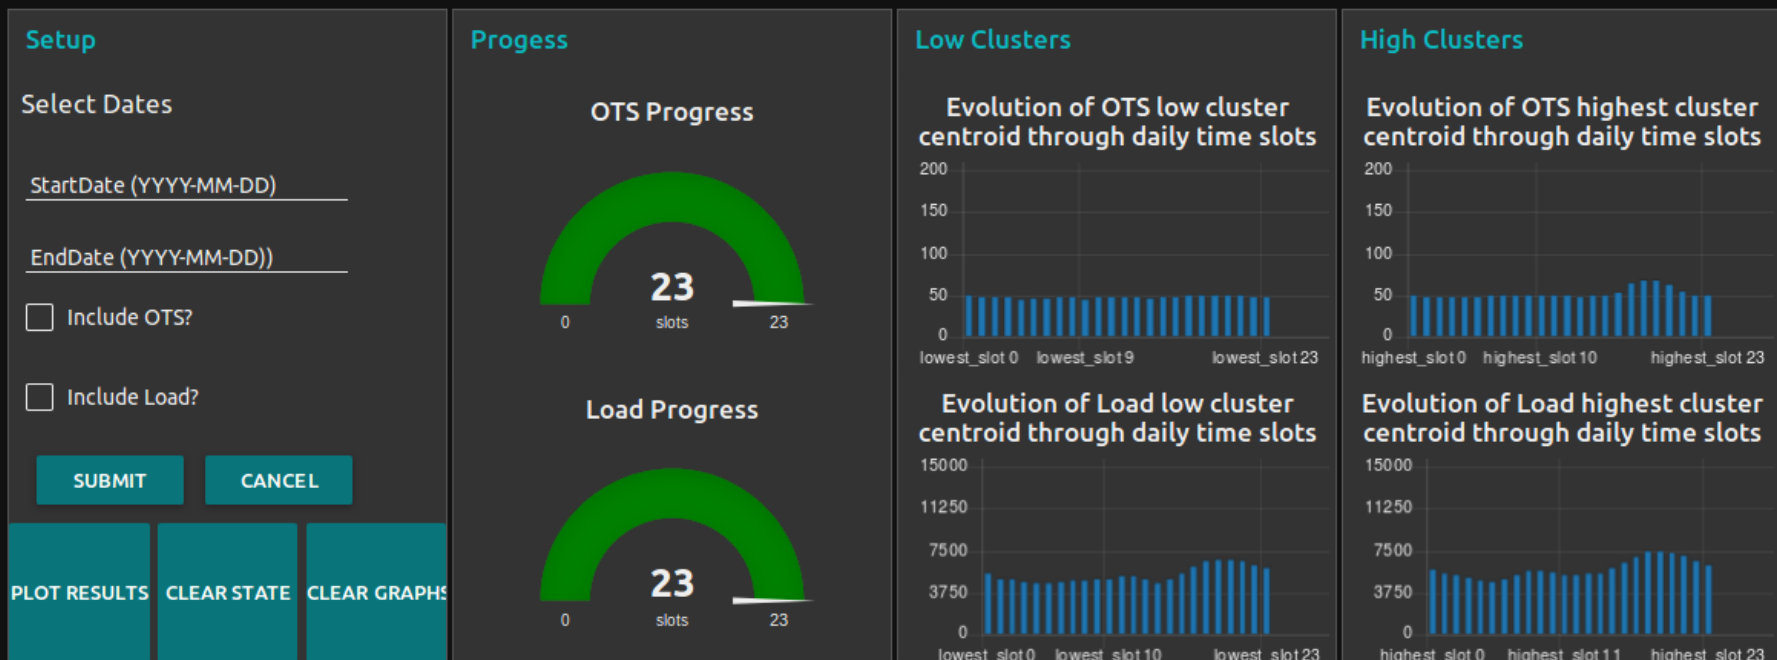 Setup
Select Dates
StartDate (YYYY-MM-DD)
EndDate (YYYY-MM-DD))
Include OTS?
Include Load?
SUBMIT CANCEL
PLOT RESULTS CLEAR STATE CLEAR GRAPHS
Progess
OTS Progress
23
0 slots 23
Load Progress
23
0 slots 23
Low Clusters
Evolution of OTS low cluster
centroid through daily time slots
200
150
100
50
0
lowest_slot 0 lowest_slot 9 lowest_slot 23
Evolution of Load low cluster
centroid through daily time slots
15000
11250
7500
3750
0
lowest_slot 0 lowest_slot 10 lowest_slot 23
High Clusters
Evolution of OTS highest cluster
centroid through daily time slots
200
150
100
50
0
highest_slot 0 highest_slot 10 highest_slot 23
Evolution of Load highest cluster
centroid through daily time slots
15000
11250
7500
3750
0
highest_slot 0 highest_slot 11 highest_slot 23